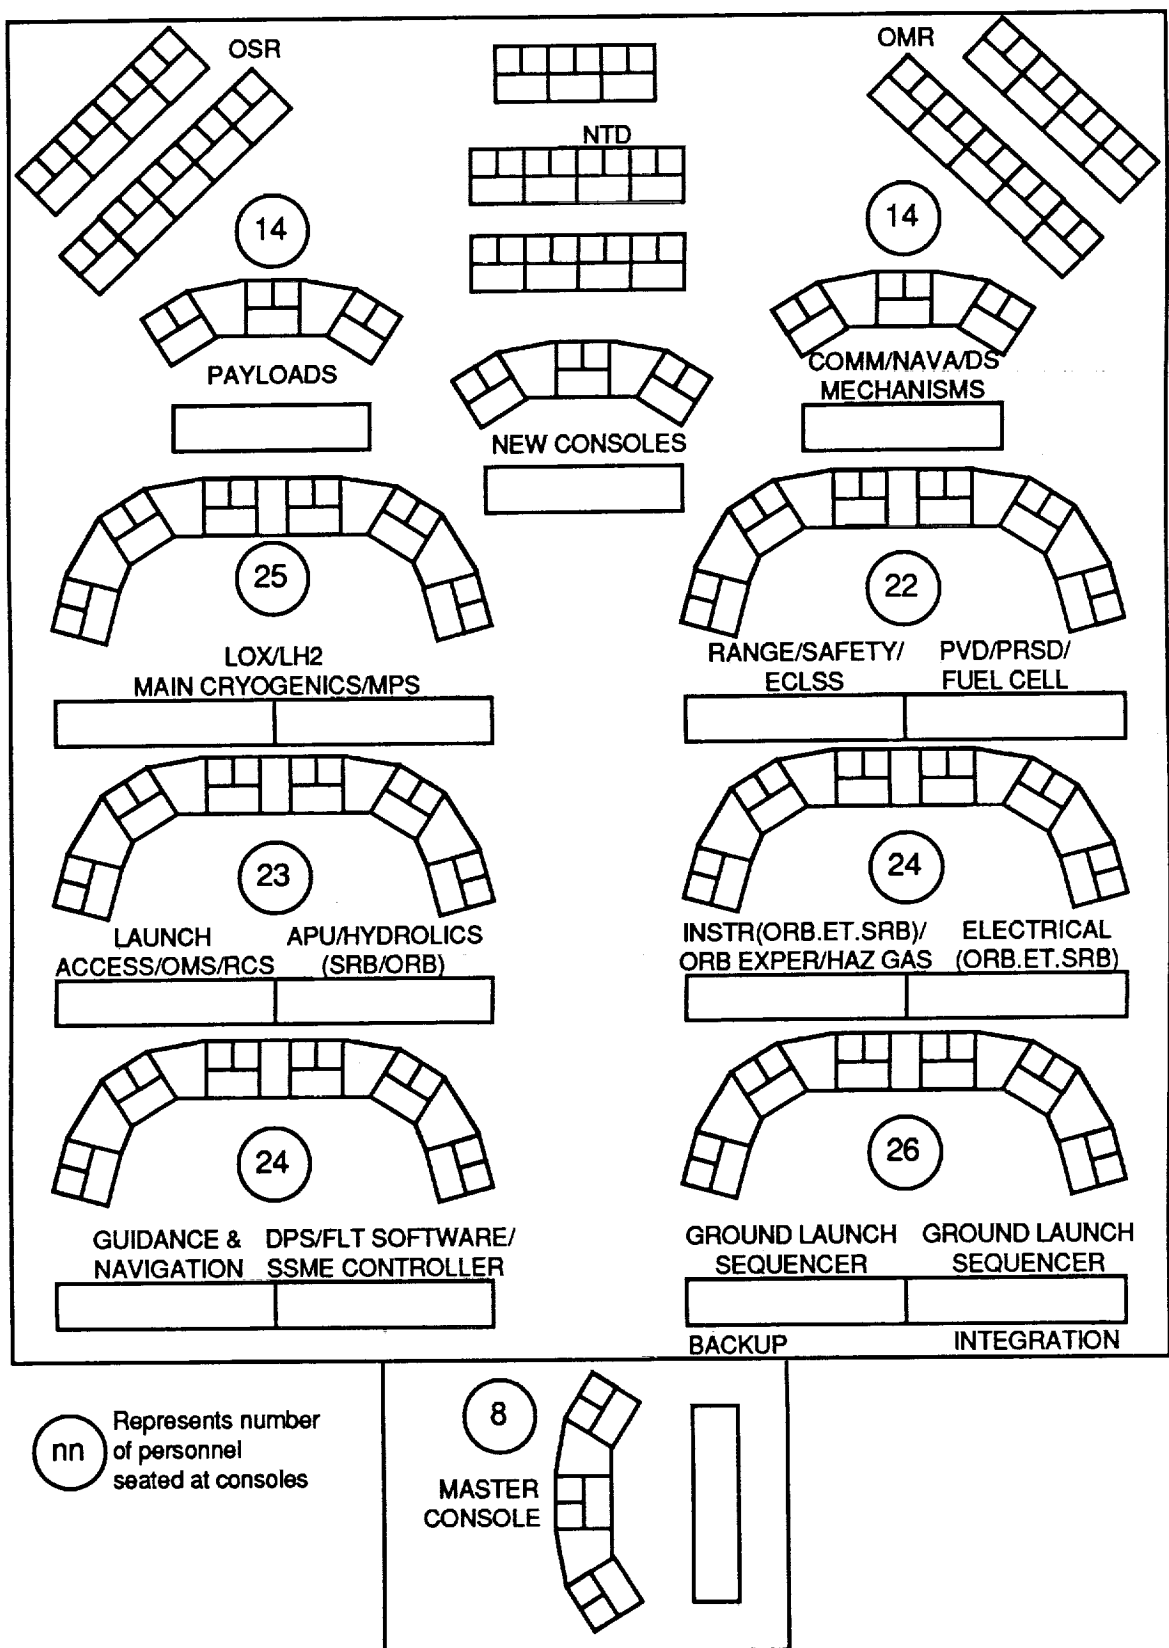 OSR
OMR
NTD
14
14
PAYLOADS
COMM/NAVA/DS
MECHANISMS
NEW CONSOLES
25
22
LOX/LH2
MAIN CRYOGENICS/MPS
RANGE/SAFETY/
ECLSS
PVD/PRSD/
FUEL CELL
23
24
LAUNCH
ACCESS/OMS/RCS
APU/HYDROLICS
(SRB/ORB)
INSTR(ORB.ET.SRB)/
ORB EXPER/HAZ GAS
ELECTRICAL
(ORB.ET.SRB)
24
26
GUIDANCE &
NAVIGATION
DPS/FLT SOFTWARE/
SSME CONTROLLER
GROUND LAUNCH
SEQUENCER
GROUND LAUNCH
SEQUENCER
BACKUP
INTEGRATION
nn
Represents number
of personnel
seated at consoles
8
MASTER
CONSOLE